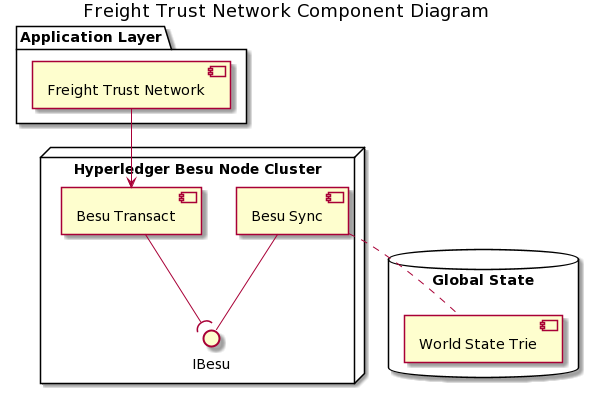 Freight Trust Network Component Diagram
Application Layer
Freight Trust Network
Hyperledger Besu Node Cluster
Besu Transact
Besu Sync
Global State
World State Trie
IBesu